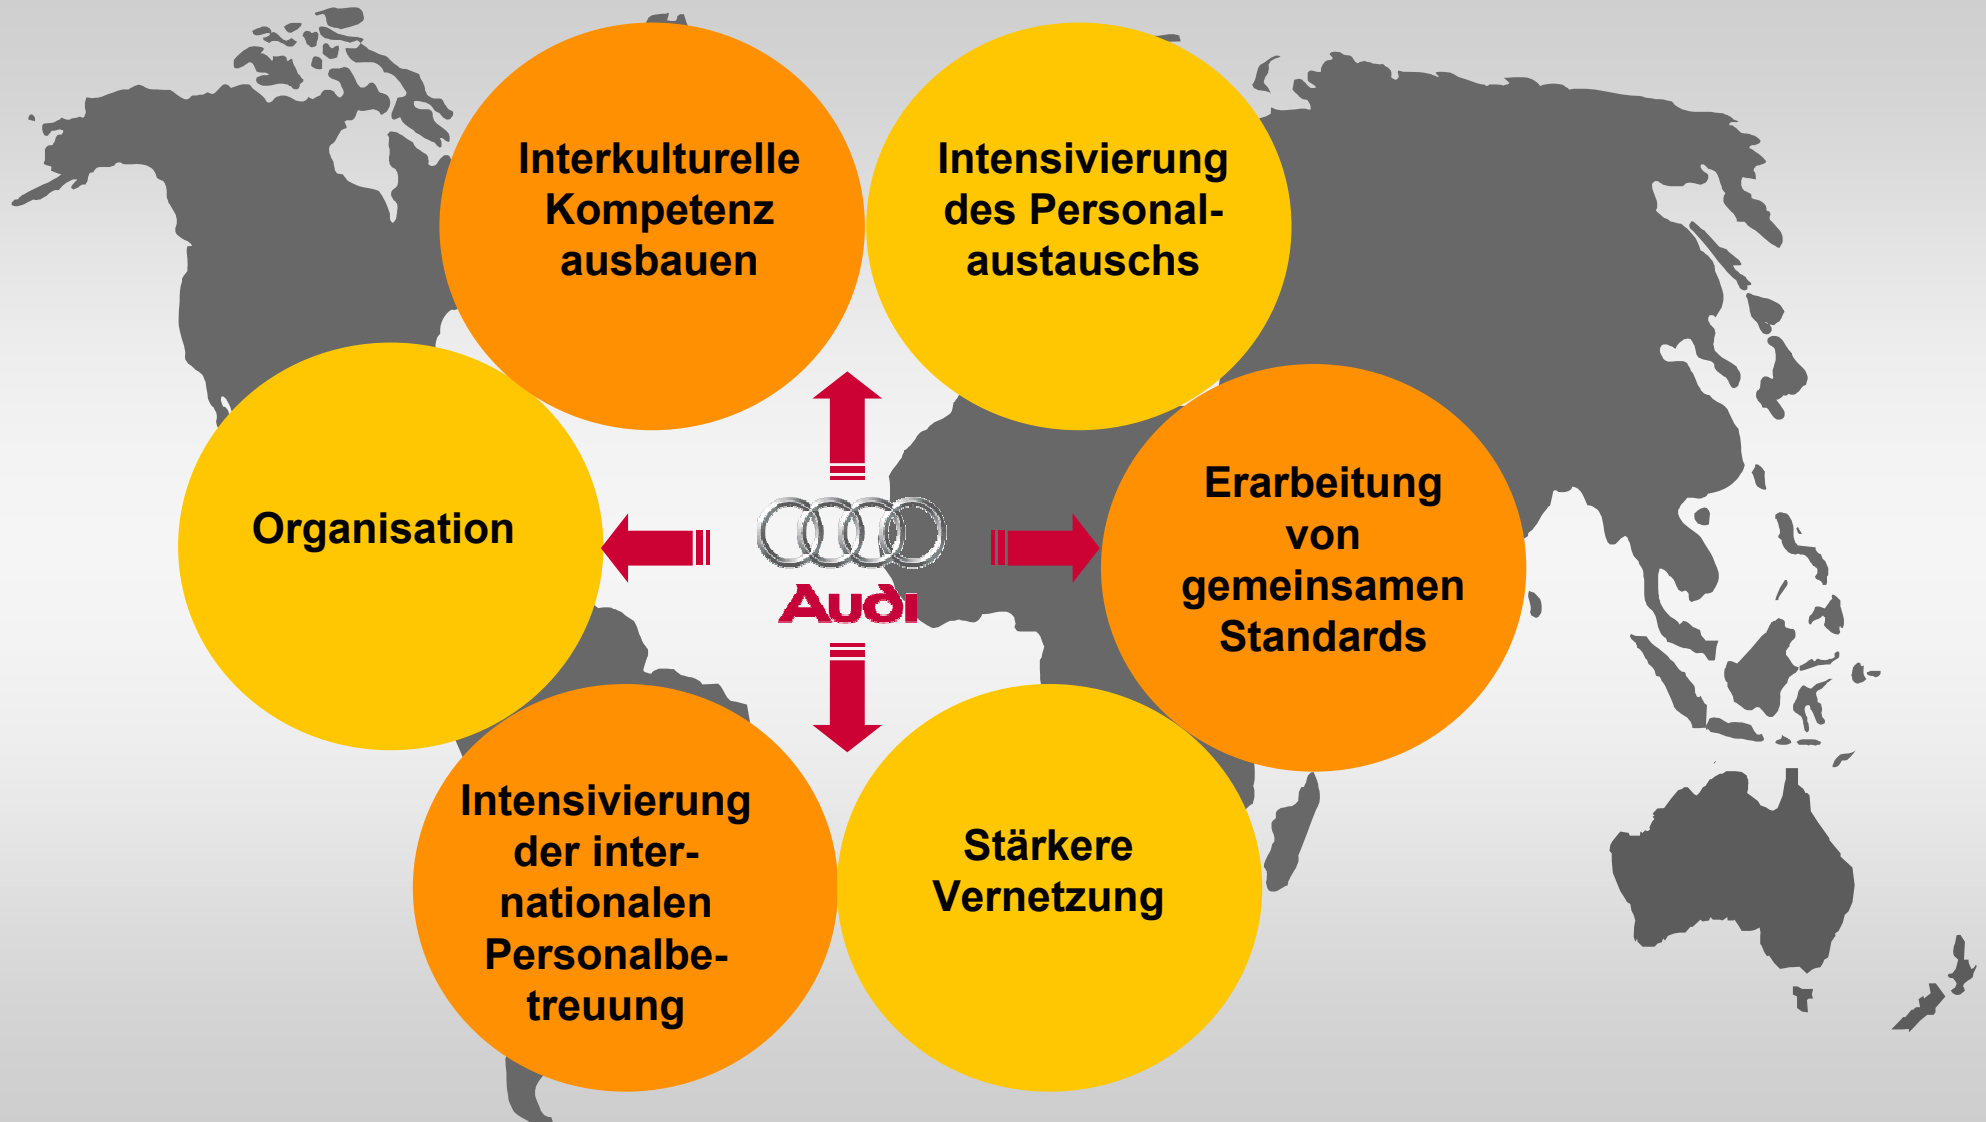 Interkulturelle
Kompetenz
ausbauen
Intensivierung
des Personal-
austauschs
Organisation
Audi
Erarbeitung
von
gemeinsamen
Standards
Intensivierung
der inter-
nationalen
Personalbe-
treuung
Stärkere
Vernetzung